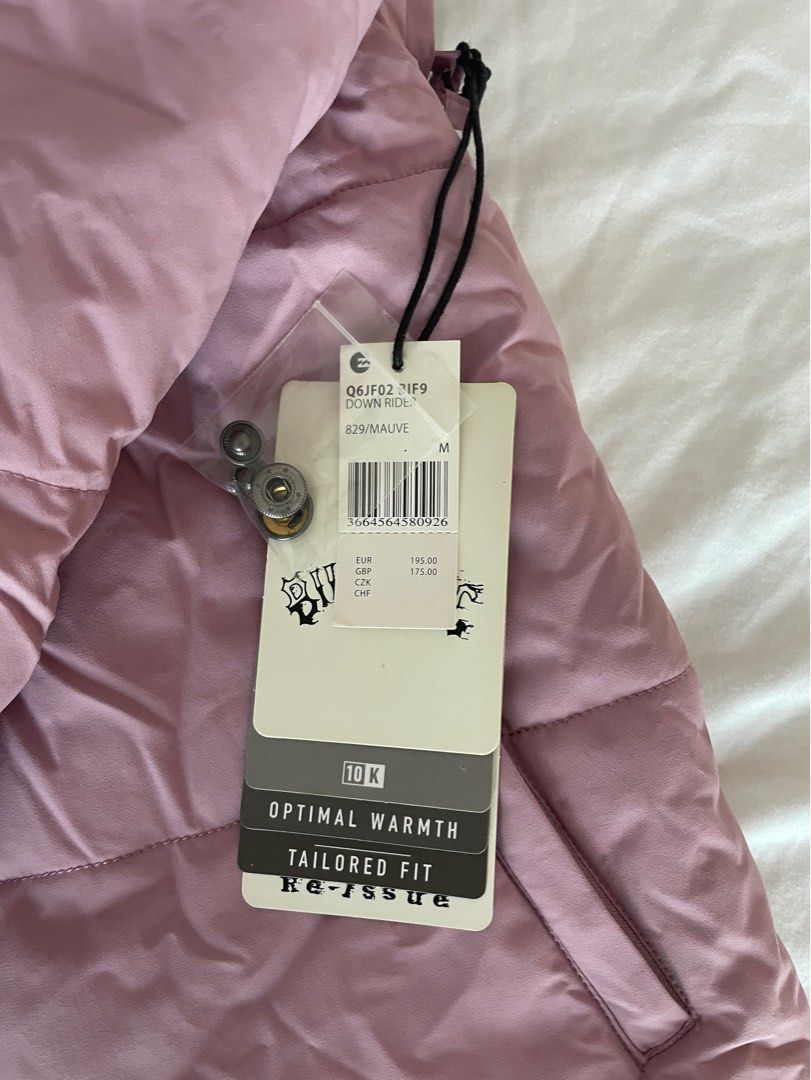 Q6JF02 BIF9
DOWN RIDER
829/MAUVE
M
3664564580926
EUR 195.00
GBP 175.00
CZK
CHF
10 K
OPTIMAL WARMTH
TAILORED FIT
Re-issue